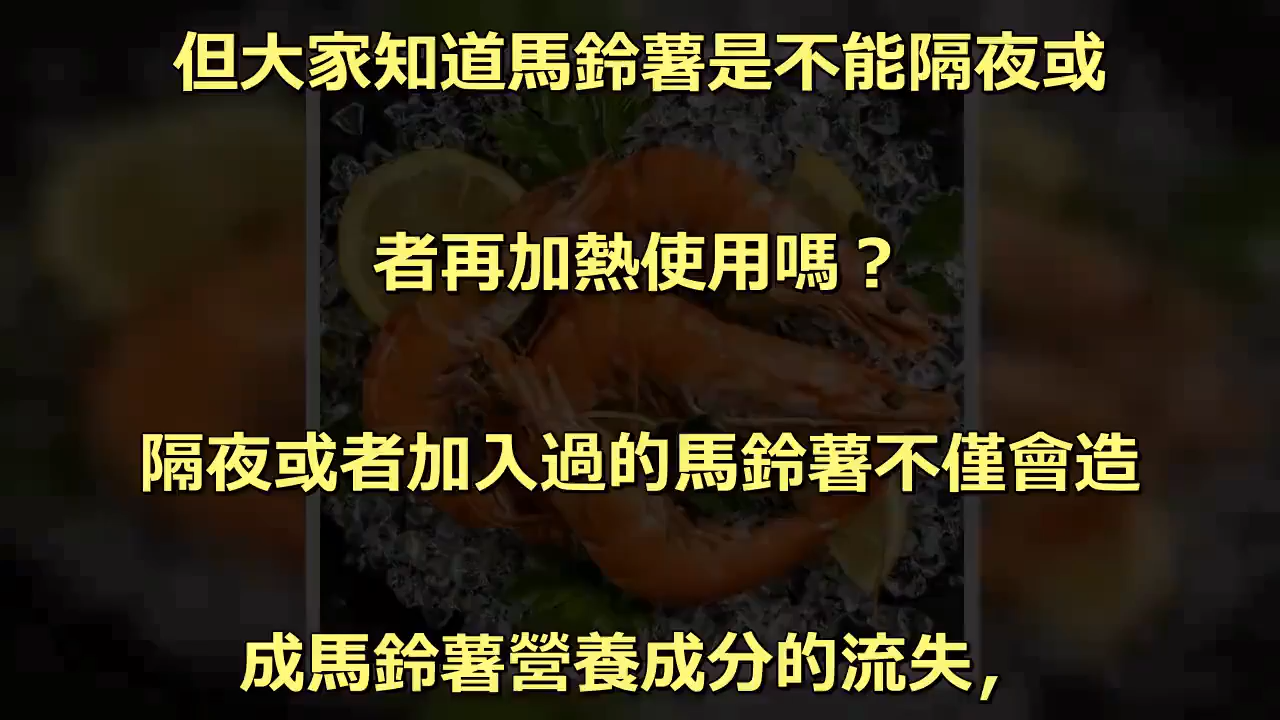 但大家知道馬鈴薯是不能隔夜或
者再加熱使用嗎？
隔夜或者加入過的馬鈴薯不僅會造
成馬鈴薯營養成分的流失，